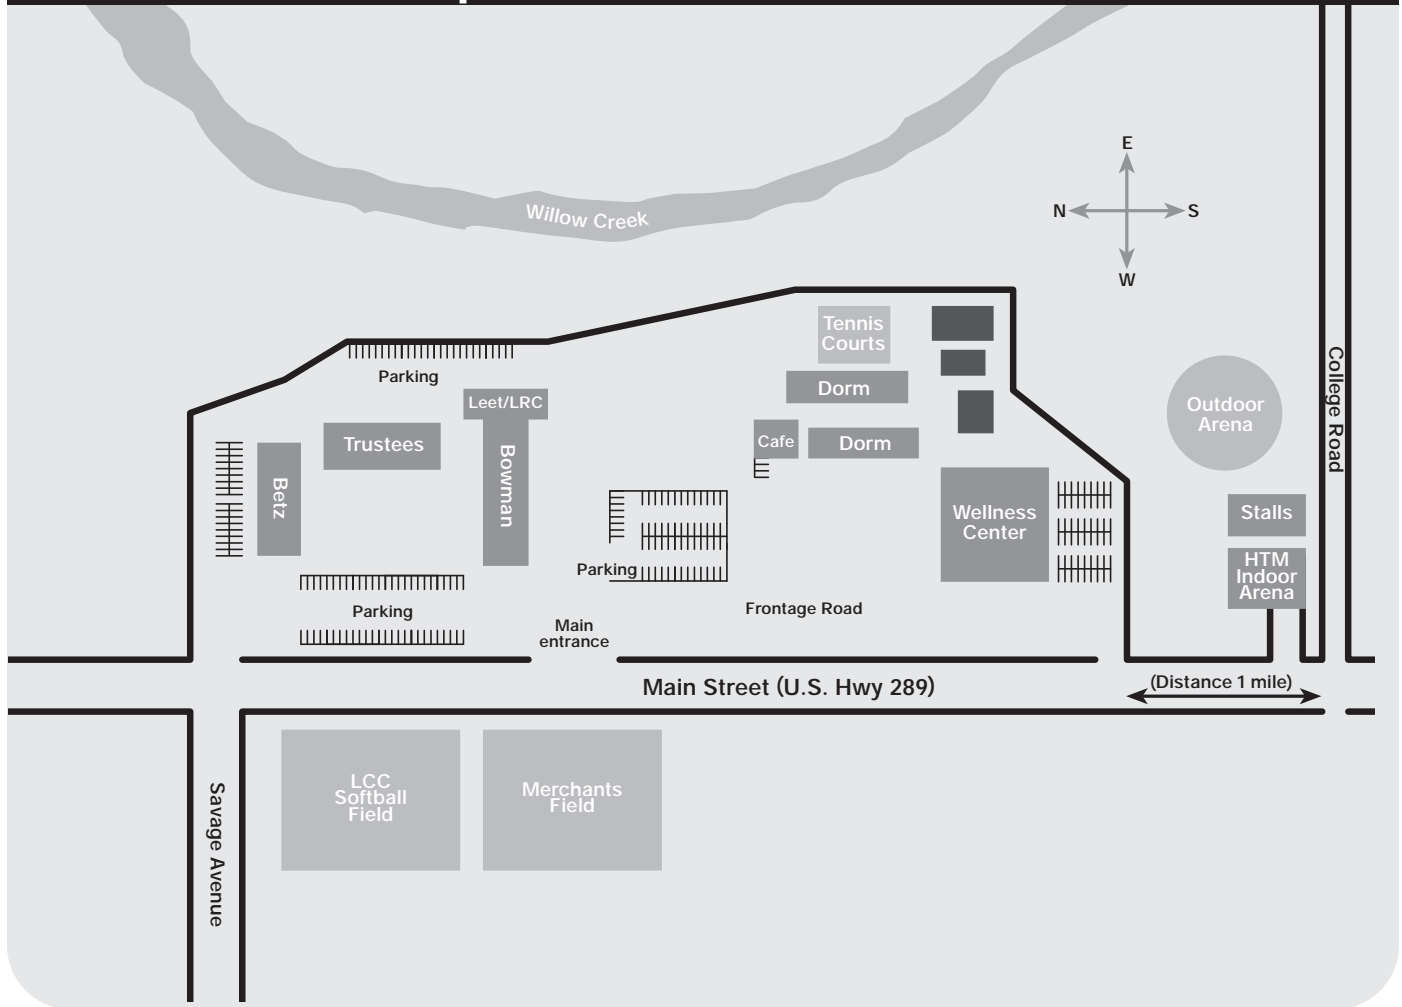 E
N
S
W
Willow Creek
Tennis
Courts
Parking
Dorm
Leet/LRC
Trustees
Cafe
Dorm
Betz
Bowman
Outdoor
Arena
College Road
Wellness
Center
Stalls
HTM
Indoor
Arena
Parking
Parking
Frontage Road
Main
entrance
Main Street (U.S. Hwy 289)
(Distance 1 mile)
LCC
Softball
Field
Merchants
Field
Savage Avenue